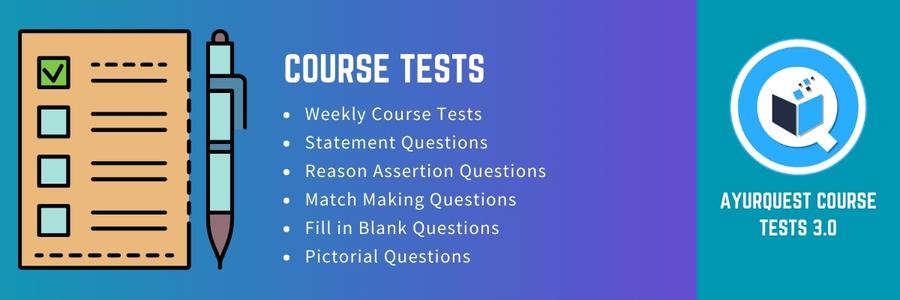 COURSE TESTS
Weekly Course Tests
Statement Questions
Reason Assertion Questions
Match Making Questions
Fill in Blank Questions
Pictorial Questions
AYURQUEST COURSE
TESTS 3.0